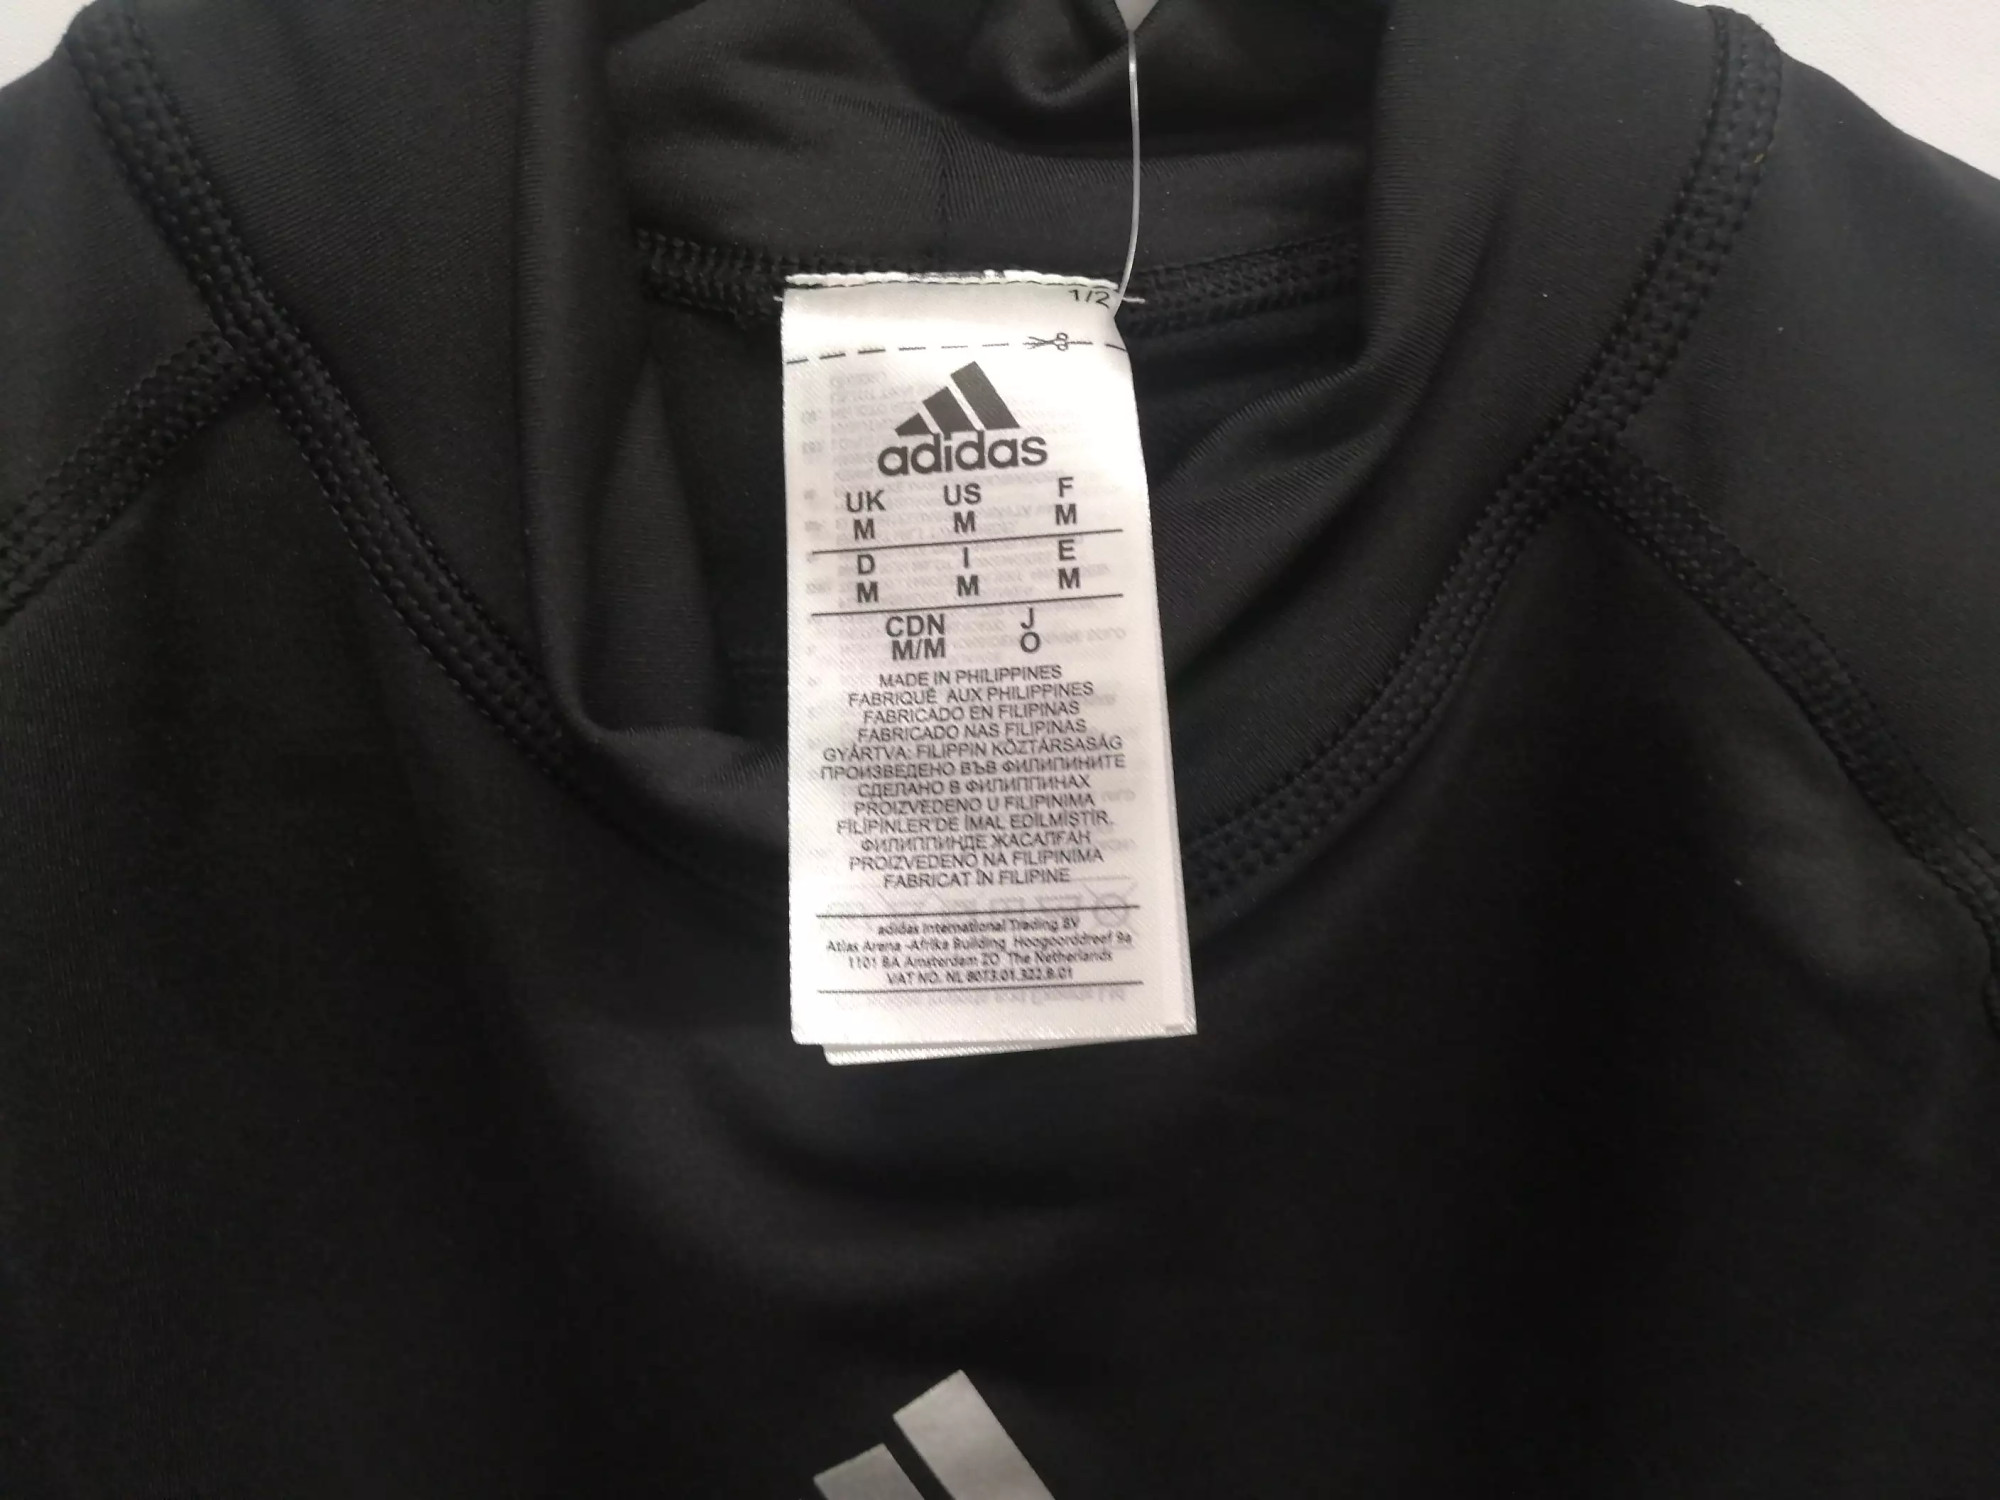 1/2
adidas
UK US F
M M M
D I E
M M M
CDN J
M/M O
MADE IN PHILIPPINES
FABRIQUÉ AUX PHILIPPINES
FABRICADO EN FILIPINAS
FABRICADO NAS FILIPINAS
GYÁRTVA: FILIPPIN KÖZTÁRSASÁG
ПРОИЗВЕДЕНО ВЪВ ФИЛИПИНИТЕ
СДЕЛАНО В ФИЛИППИНАХ
PROIZVEDENO U FILIPINIMA
FİLİPİNLER'DE İMAL EDİLMİŞTİR.
ФИЛИППИНДЕ ЖАСАЛҒАН
PROIZVEDENO NA FILIPINIMA
FABRICAT ÎN FILIPINE
adidas International Trading BV
Atlas Arena -Afrika Building Hoogoorddreef 9a
1101 BA Amsterdam ZO The Netherlands
VAT NO. NL 8073.01.322.B.01